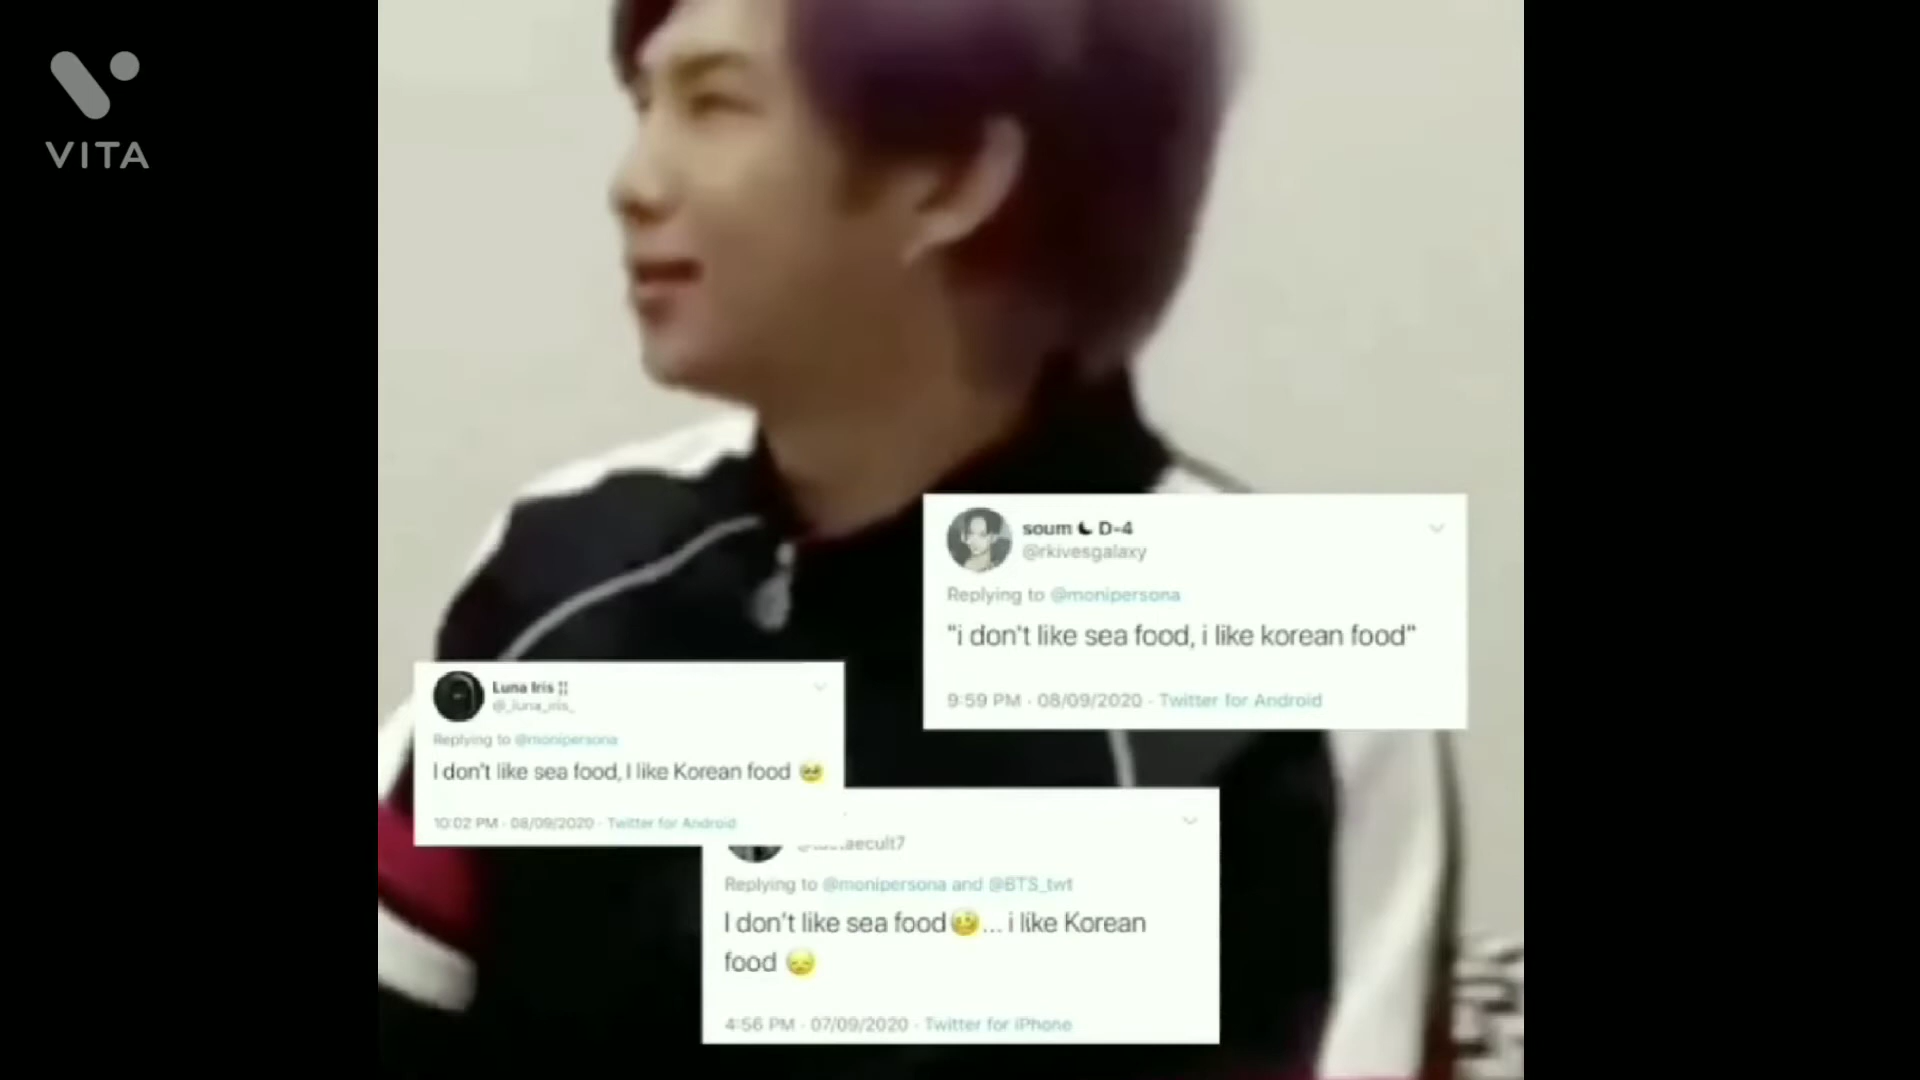 VITA
soum D-4
@rkivesgalaxy
Replying to @monipersona
"i don't like sea food, i like korean food"
9:59 PM · 08/09/2020 · Twitter for Android
Luna Iris ¦¦
@_luna_iris_
Replying to @monipersona
I don't like sea food, I like Korean food 🥺
10:02 PM · 08/09/2020 · Twitter for Android
Replying to @monipersona and @BTS_twt
I don't like sea food🥴... i like Korean
food 😞
4:56 PM · 07/09/2020 · Twitter for iPhone